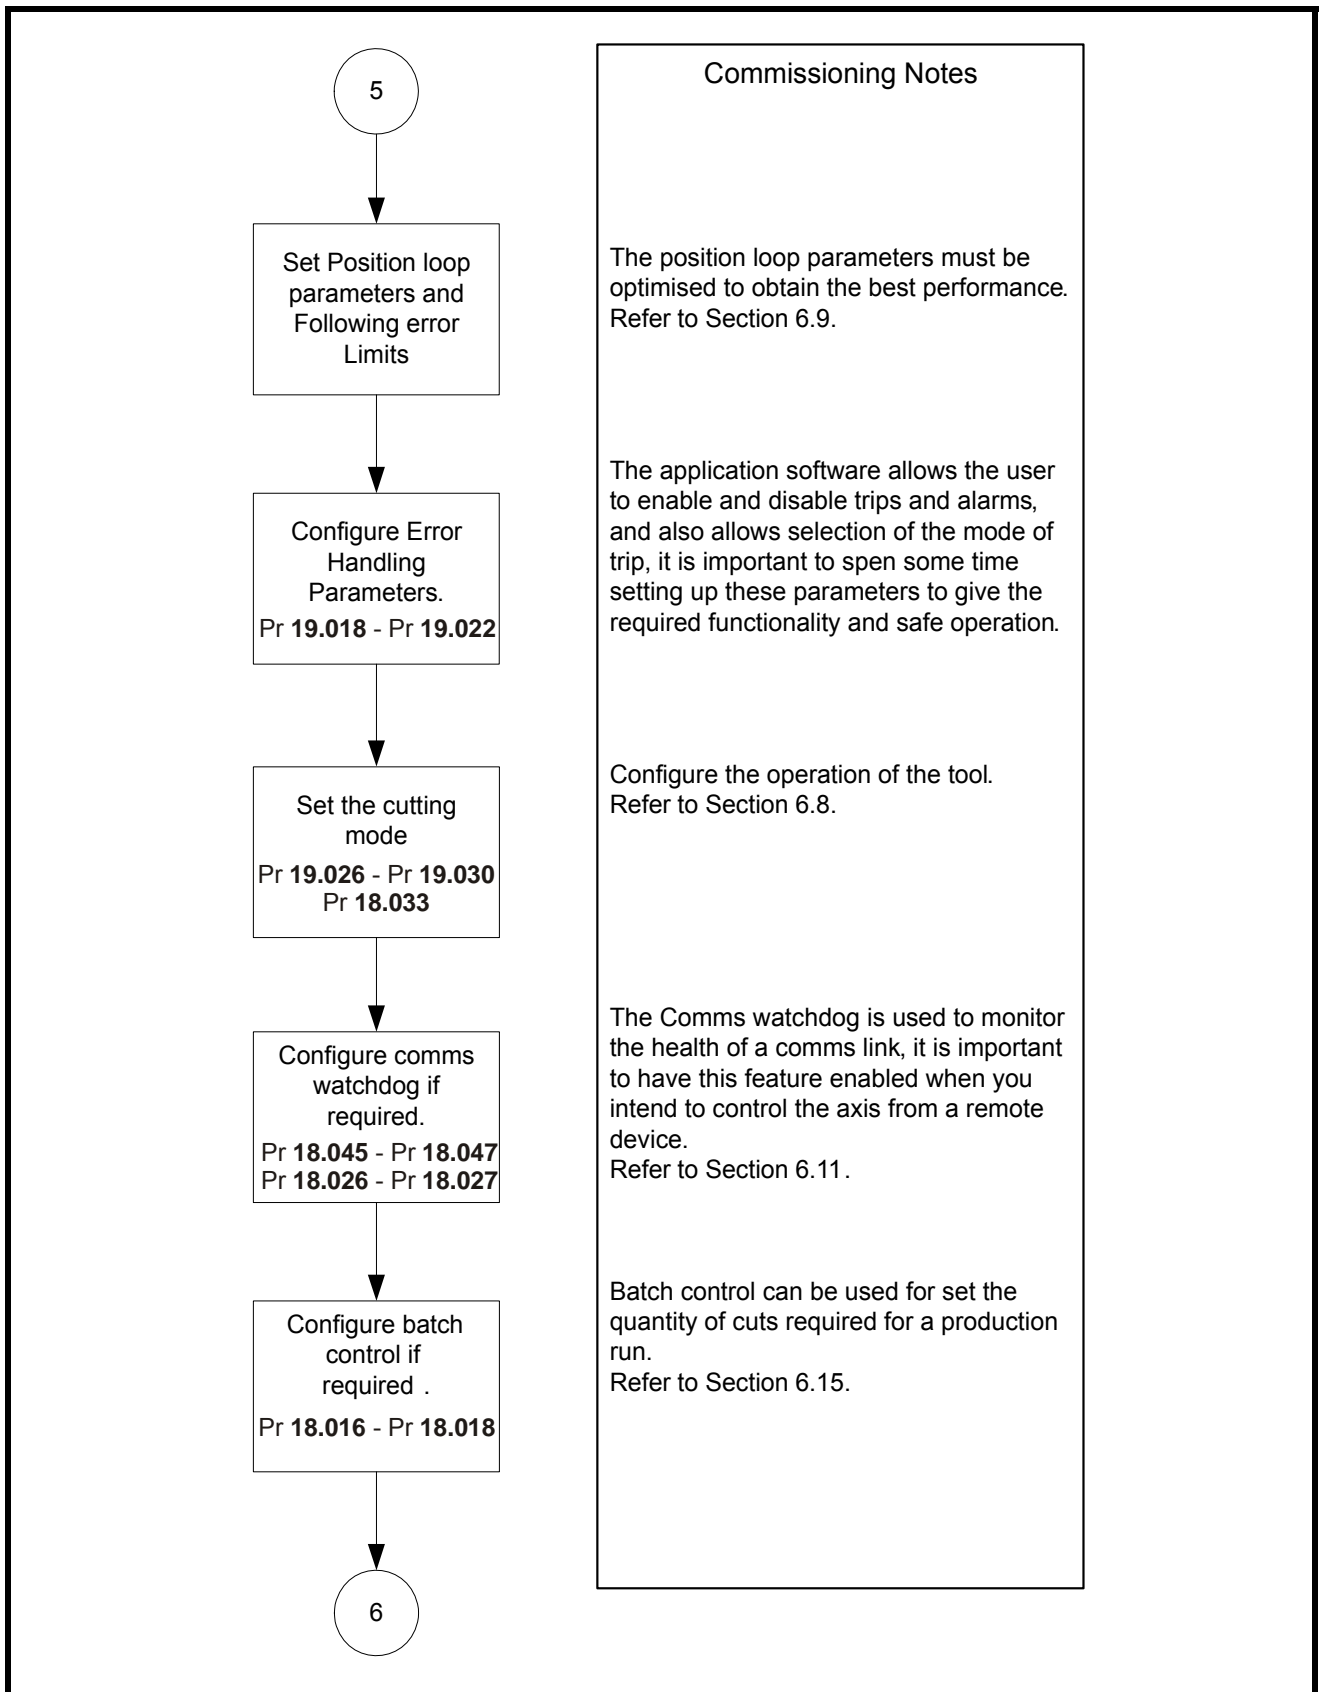 5
Commissioning Notes
Set Position loop
parameters and
Following error
Limits
The position loop parameters must be
optimised to obtain the best performance.
Refer to Section 6.9.
Configure Error
Handling
Parameters.
Pr 19.018 - Pr 19.022
The application software allows the user
to enable and disable trips and alarms,
and also allows selection of the mode of
trip, it is important to spen some time
setting up these parameters to give the
required functionality and safe operation.
Set the cutting
mode
Pr 19.026 - Pr 19.030
Pr 18.033
Configure the operation of the tool.
Refer to Section 6.8.
Configure comms
watchdog if
required.
Pr 18.045 - Pr 18.047
Pr 18.026 - Pr 18.027
The Comms watchdog is used to monitor
the health of a comms link, it is important
to have this feature enabled when you
intend to control the axis from a remote
device.
Refer to Section 6.11.
Configure batch
control if
required .
Pr 18.016 - Pr 18.018
Batch control can be used for set the
quantity of cuts required for a production
run.
Refer to Section 6.15.
6